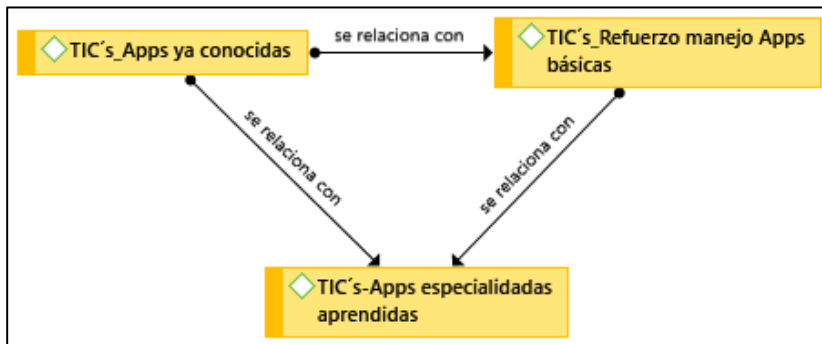 se relaciona con
TIC´s_Apps ya conocidas
TIC´s_Refuerzo manejo Apps
básicas
se relaciona con
se relaciona con
TIC´s-Apps especialidadas
aprendidas